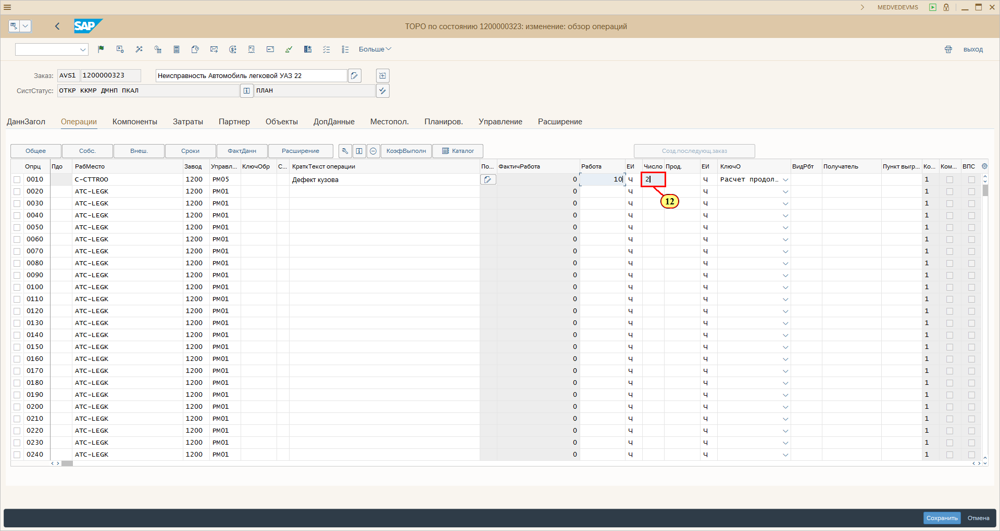 MEDVEDEVMS
SAP ТОРО по состоянию 1200000323: изменение: обзор операций
Больше выход
Заказ: AVS1 1200000323 Неисправность Автомобиль легковой УАЗ 22
СистСтатус: ОТКР ККМР ДМНП ПКАЛ ПЛАН
ДаннЗагол Операции Компоненты Затраты Партнер Объекты ДопДанные Местопол. Планиров. Управление Расширение
Общее Собс. Внеш. Сроки ФактДанн Расширение КоэфВыполн Каталог Созд.последующ.заказ
Опрц Пдо РабМесто Завод Управл... КлючОбр С... КраткТекст операции По... ФактичРабота Работа ЕИ Число Прод. ЕИ КлючО ВидРбт Получатель Пункт выгр... Ко... Ком... ВПС
0010 C-CTTROO 1200 PM05 Дефект кузова 0 10 Ч 2 Ч Расчет продол… 1
12
0020 ATC-LEGK 1200 PM01 0 Ч Ч 1
0030 ATC-LEGK 1200 PM01 0 Ч Ч 1
0040 ATC-LEGK 1200 PM01 0 Ч Ч 1
0050 ATC-LEGK 1200 PM01 0 Ч Ч 1
0060 ATC-LEGK 1200 PM01 0 Ч Ч 1
0070 ATC-LEGK 1200 PM01 0 Ч Ч 1
0080 ATC-LEGK 1200 PM01 0 Ч Ч 1
0090 ATC-LEGK 1200 PM01 0 Ч Ч 1
0100 ATC-LEGK 1200 PM01 0 Ч Ч 1
0110 ATC-LEGK 1200 PM01 0 Ч Ч 1
0120 ATC-LEGK 1200 PM01 0 Ч Ч 1
0130 ATC-LEGK 1200 PM01 0 Ч Ч 1
0140 ATC-LEGK 1200 PM01 0 Ч Ч 1
0150 ATC-LEGK 1200 PM01 0 Ч Ч 1
0160 ATC-LEGK 1200 PM01 0 Ч Ч 1
0170 ATC-LEGK 1200 PM01 0 Ч Ч 1
0180 ATC-LEGK 1200 PM01 0 Ч Ч 1
0190 ATC-LEGK 1200 PM01 0 Ч Ч 1
0200 ATC-LEGK 1200 PM01 0 Ч Ч 1
0210 ATC-LEGK 1200 PM01 0 Ч Ч 1
0220 ATC-LEGK 1200 PM01 0 Ч Ч 1
0230 ATC-LEGK 1200 PM01 0 Ч Ч 1
0240 ATC-LEGK 1200 PM01 0 Ч Ч 1
Сохранить Отмена